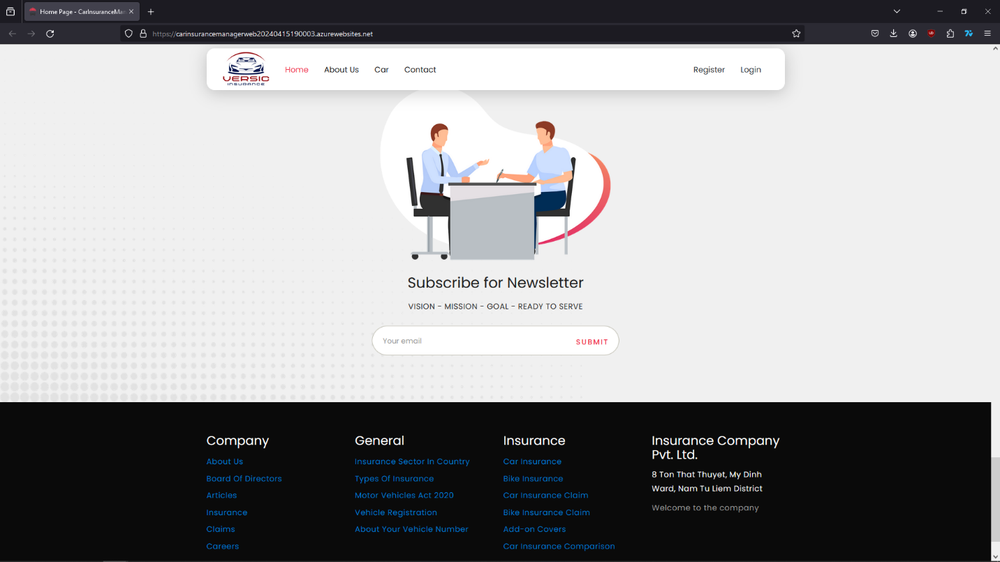 Home Page - CarInsuranceMan
https://carinsurancemanagerweb20240415190003.azurewebsites.net
VERSIC
INSURANCE
Home
About Us
Car
Contact
Register
Login
Subscribe for Newsletter
VISION - MISSION - GOAL - READY TO SERVE
Your email
SUBMIT
Company
About Us
Board Of Directors
Articles
Insurance
Claims
Careers
General
Insurance Sector In Country
Types Of Insurance
Motor Vehicles Act 2020
Vehicle Registration
About Your Vehicle Number
Insurance
Car Insurance
Bike Insurance
Car Insurance Claim
Bike Insurance Claim
Add-on Covers
Car Insurance Comparison
Insurance Company
Pvt. Ltd.
8 Ton That Thuyet, My Dinh
Ward, Nam Tu Liem District
Welcome to the company